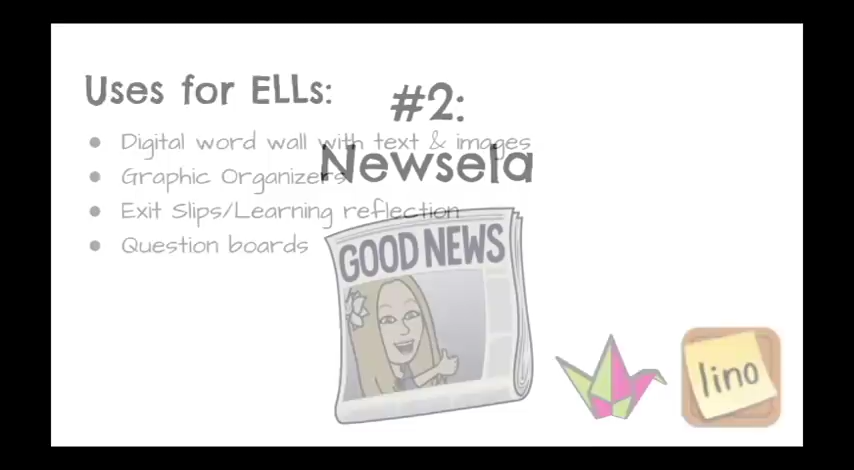 Uses for ELLs:
● Digital word wall with text & images
● Graphic Organizers
● Exit Slips/Learning reflection
● Question boards
#2:
Newsela
GOOD NEWS
lino